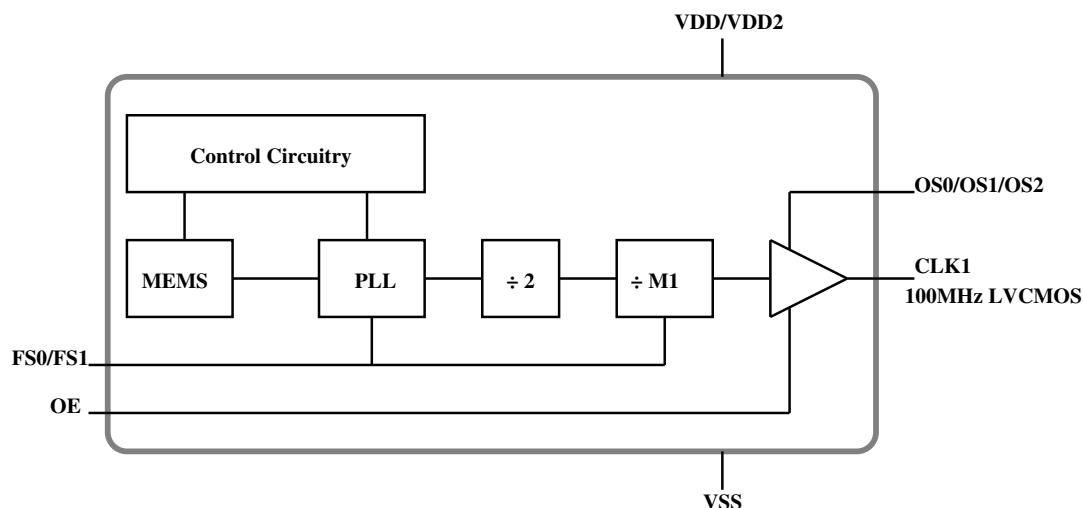 VDD/VDD2
Control Circuitry
OS0/OS1/OS2
MEMS
PLL
÷ 2
÷ M1
CLK1
100MHz LVCMOS
FS0/FS1
OE
VSS